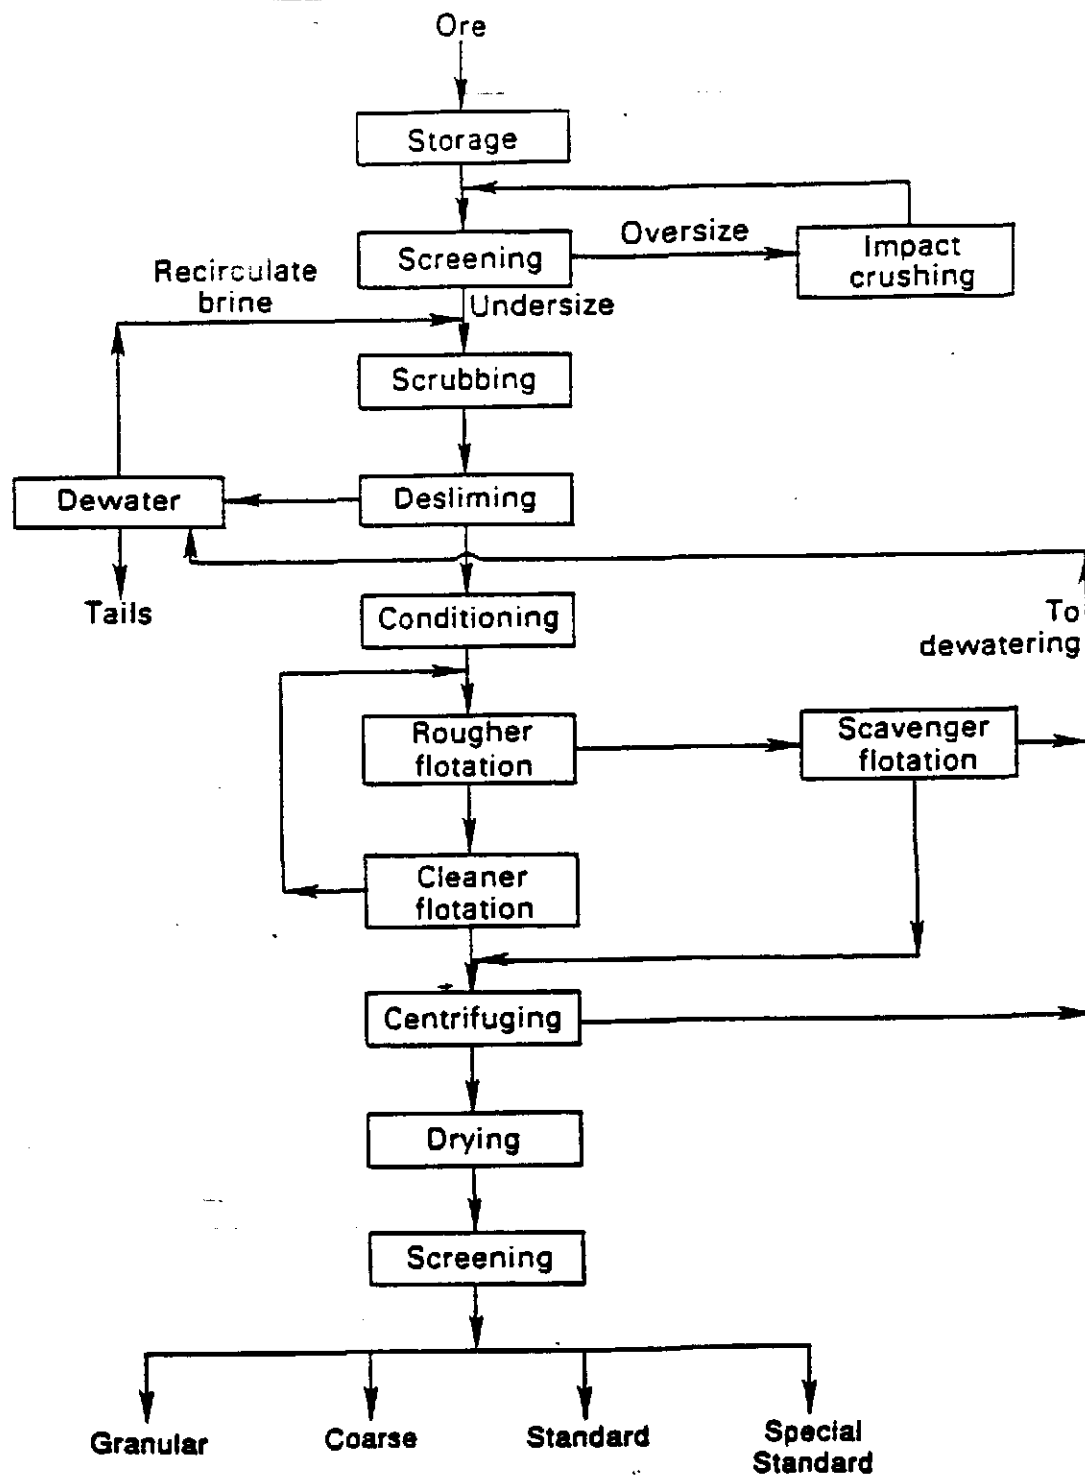 Ore
Storage
Screening
Oversize
Impact
crushing
Recirculate
brine
Undersize
Scrubbing
Dewater
Desliming
Tails
Conditioning
To
dewatering
Rougher
flotation
Scavenger
flotation
Cleaner
flotation
Centrifuging
Drying
Screening
Granular
Coarse
Standard
Special
Standard